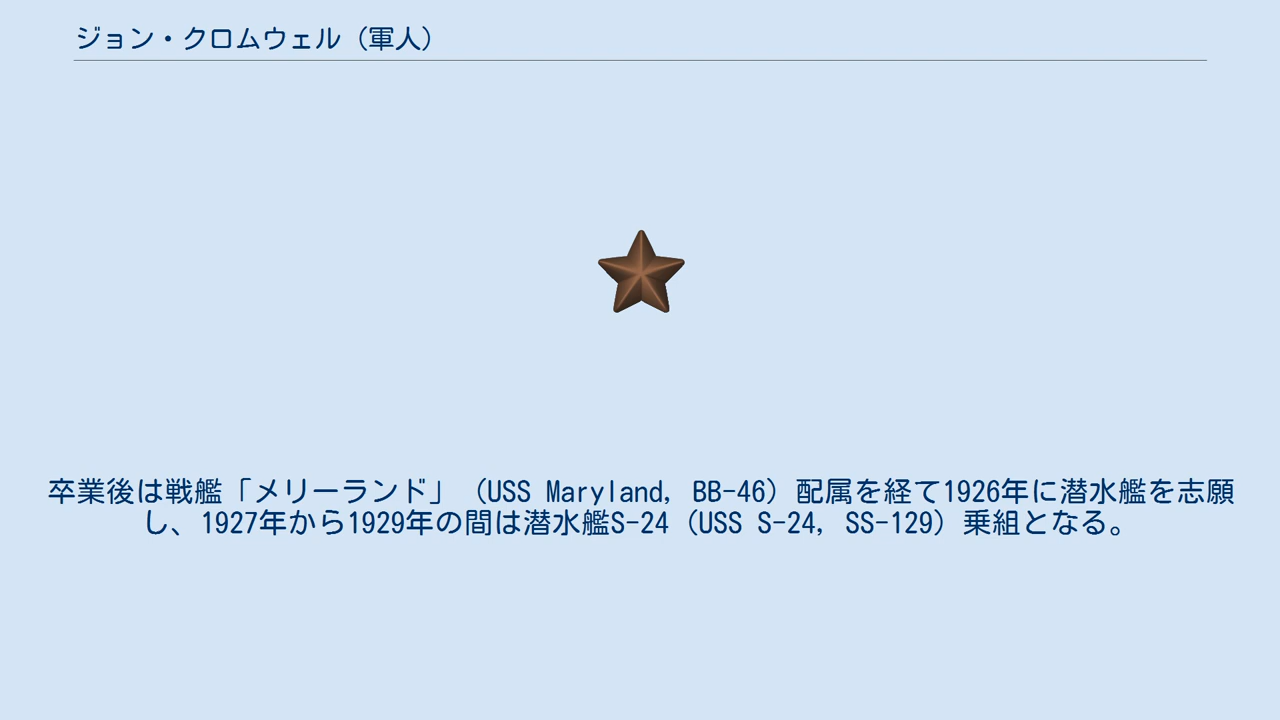 ジョン・クロムウェル（軍人）
卒業後は戦艦「メリーランド」（USS Maryland, BB-46）配属を経て1926年に潜水艦を志願
し、1927年から1929年の間は潜水艦S-24（USS S-24, SS-129）乗組となる。